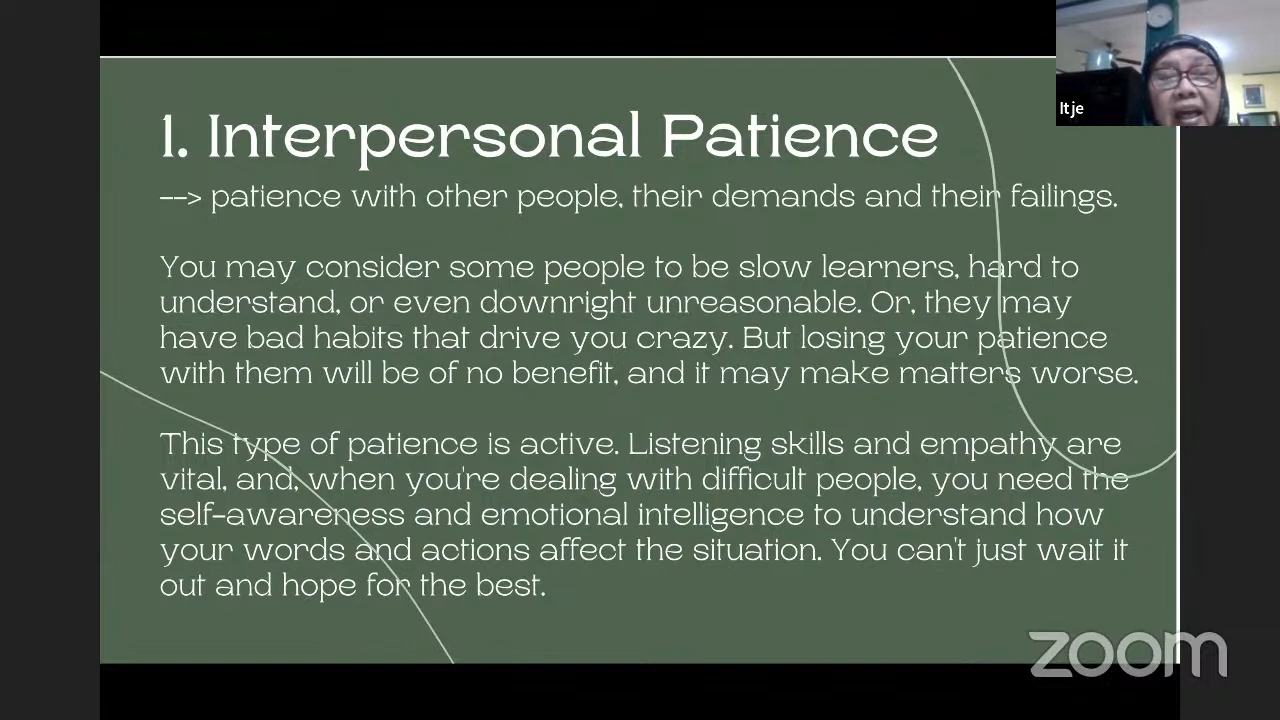 1. Interpersonal Patience
Itje
--> patience with other people, their demands and their failings.
You may consider some people to be slow learners, hard to
understand, or even downright unreasonable. Or, they may
have bad habits that drive you crazy. But losing your patience
with them will be of no benefit, and it may make matters worse.
This type of patience is active. Listening skills and empathy are
vital, and, when you're dealing with difficult people, you need the
self-awareness and emotional intelligence to understand how
your words and actions affect the situation. You can't just wait it
out and hope for the best.
zoom